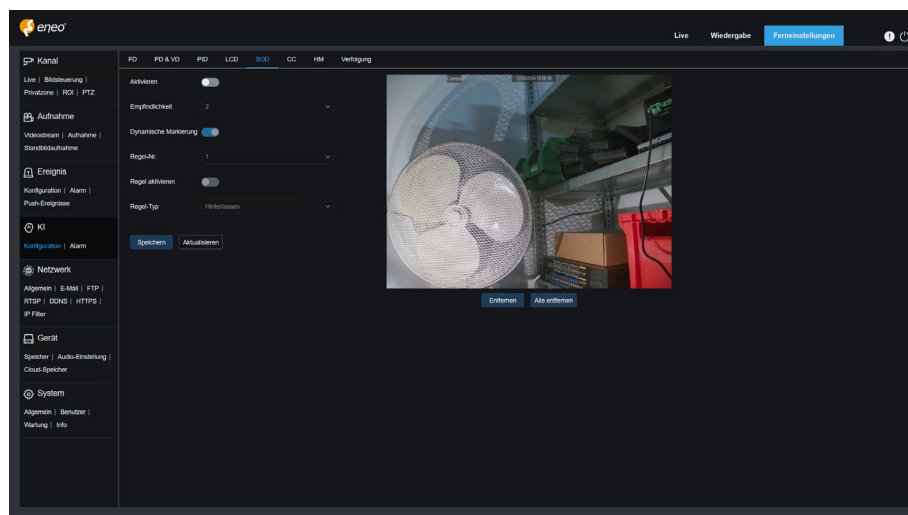 eneo
Live Wiedergabe Ferneinstellungen
Kanal
Live | Bildsteuerung |
Privatzone | ROI | PTZ
Aufnahme
Videostream | Aufnahme |
Standbildaufnahme
Ereignis
Konfiguration | Alarm |
Push-Ereignisse
KI
Konfiguration | Alarm
Netzwerk
Allgemein | E-Mail | FTP |
RTSP | DDNS | HTTPS |
IP Filter
Gerät
Speicher | Audio-Einstellung |
Cloud-Speicher
System
Allgemein | Benutzer |
Wartung | Info
FD PD & VD PID LCD SOD CC HM Verfolgung
Aktivieren
Empfindlichkeit 2
Dynamische Markierung
Regel-Nr. 1
Regel aktivieren
Regel-Typ Hinterlassen
Speichern Aktualisieren
Entfernen Alle entfernen